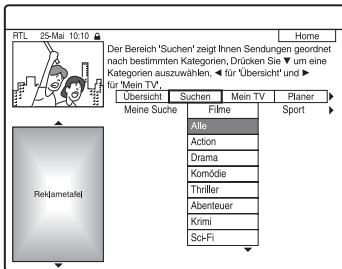 RTL 25-Mai 10:10 Home
Der Bereich 'Suchen' zeigt Ihnen Sendungen geordnet
nach bestimmten Kategorien. Drücken Sie ▼ um eine
Kategorien auszuwählen, ◄ für 'Übersicht' und ►
für 'Mein TV'.
Übersicht Suchen Mein TV Planer
Meine Suche Filme Sport
Alle
Action
Drama
Komödie
Thriller
Abenteuer
Krimi
Sci-Fi
Reklametafel